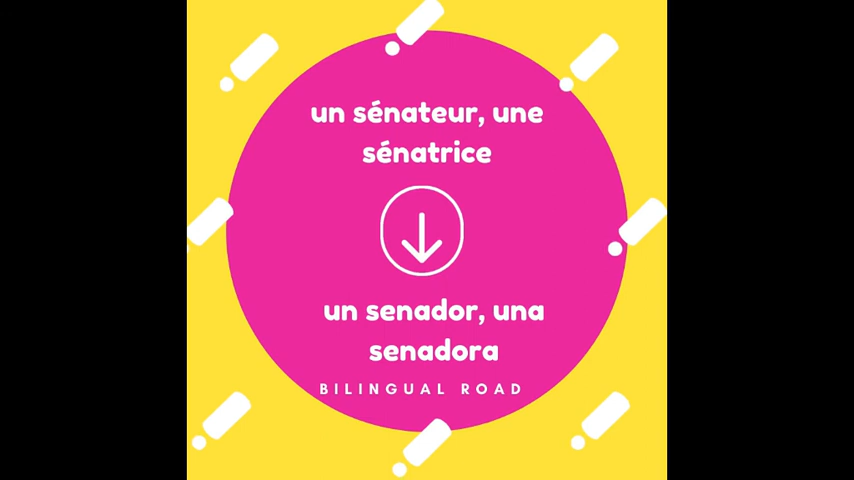 un sénateur, une
sénatrice
un senador, una
senadora
BILINGUAL ROAD